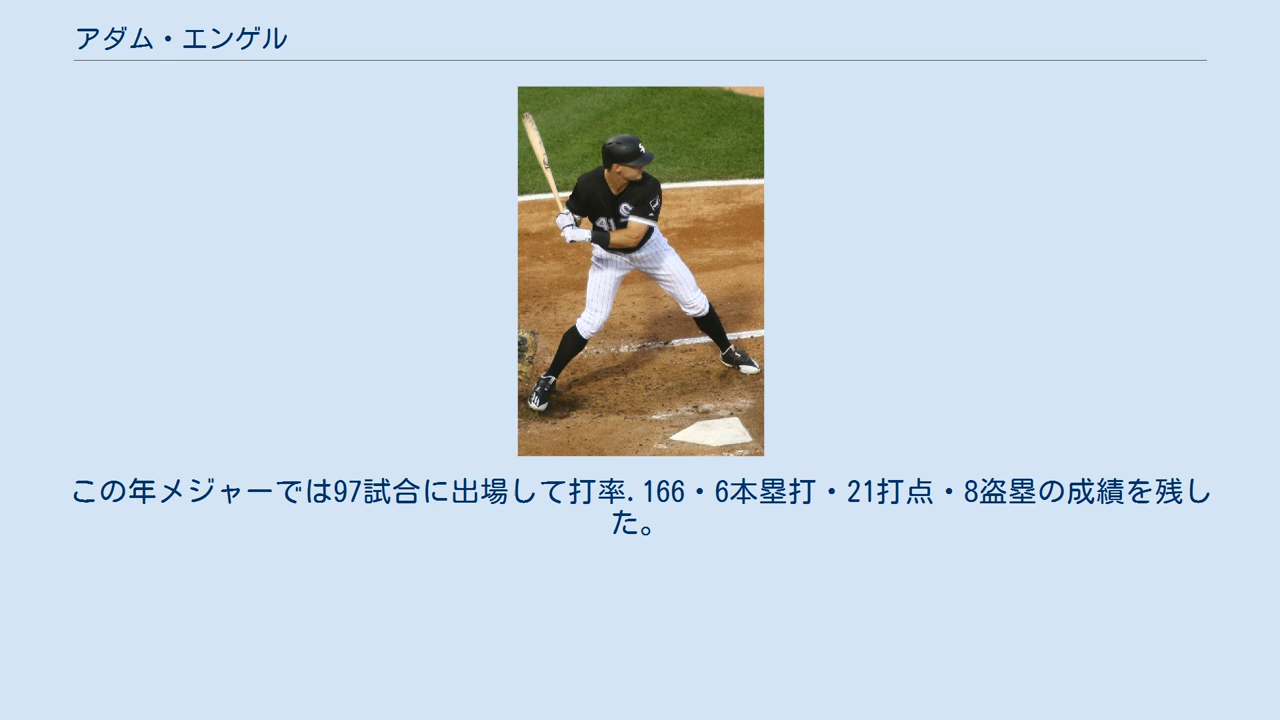 アダム・エンゲル
41
この年メジャーでは97試合に出場して打率.166・6本塁打・21打点・8盗塁の成績を残し
た。